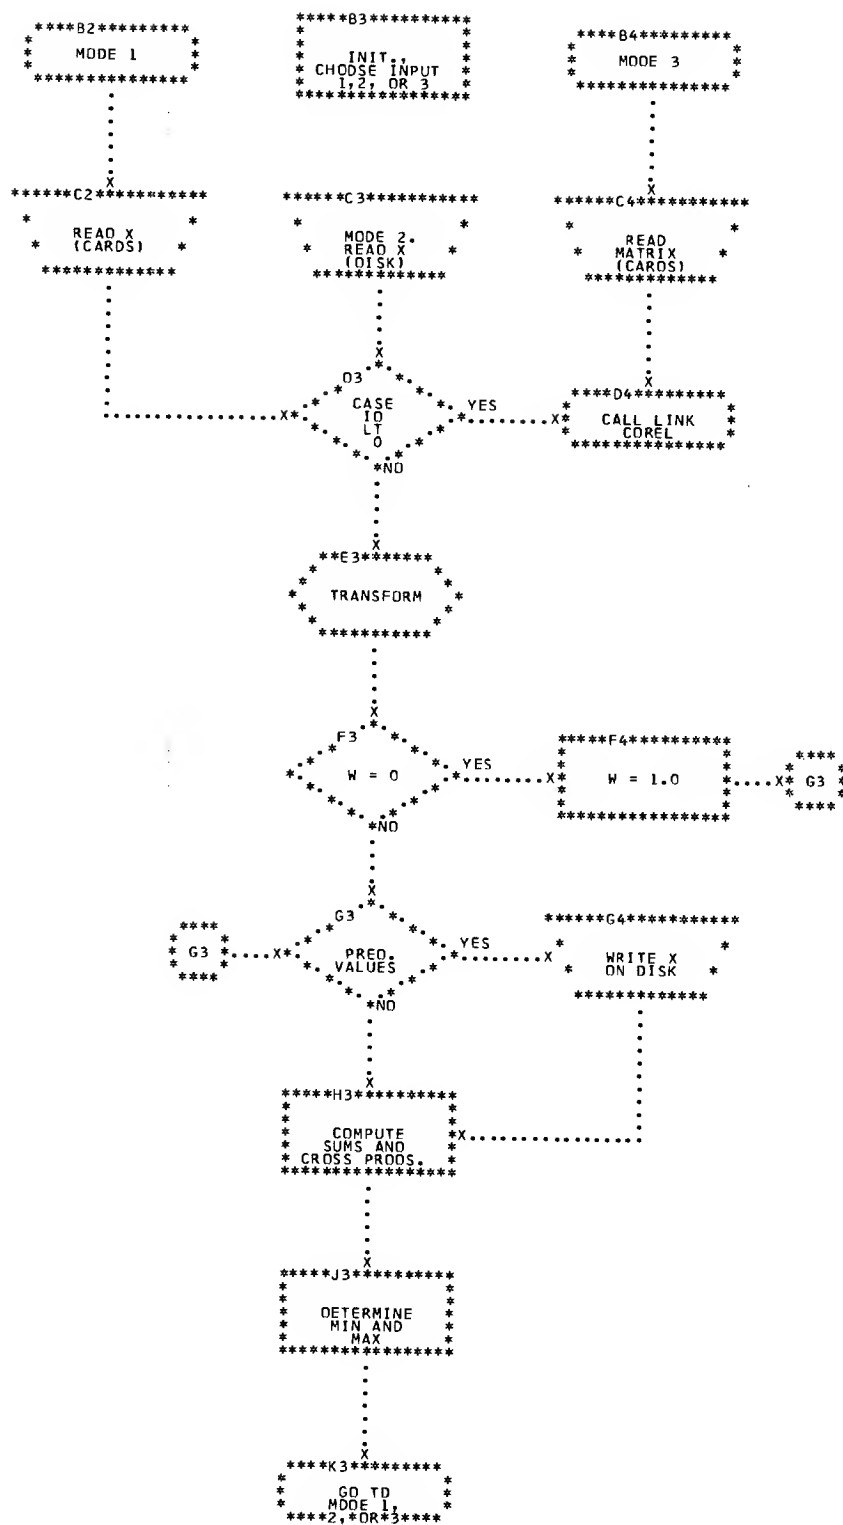 B2
MODE 1
B3
INIT.,
CHOOSE INPUT
1,2, OR 3
B4
MODE 3
C2
READ X
(CARDS)
C3
MODE 2.
READ X
(DISK)
C4
READ
MATRIX
(CARDS)
D3
CASE
ID
LT
0
YES
NO
D4
CALL LINK
COREL
E3
TRANSFORM
F3
W = 0
YES
NO
F4
W = 1.0
G3
G3
G3
PRED.
VALUES
YES
NO
G4
WRITE X
ON DISK
H3
COMPUTE
SUMS AND
CROSS PRODS.
J3
DETERMINE
MIN AND
MAX
K3
GO TO
MODE 1,
2, OR 3